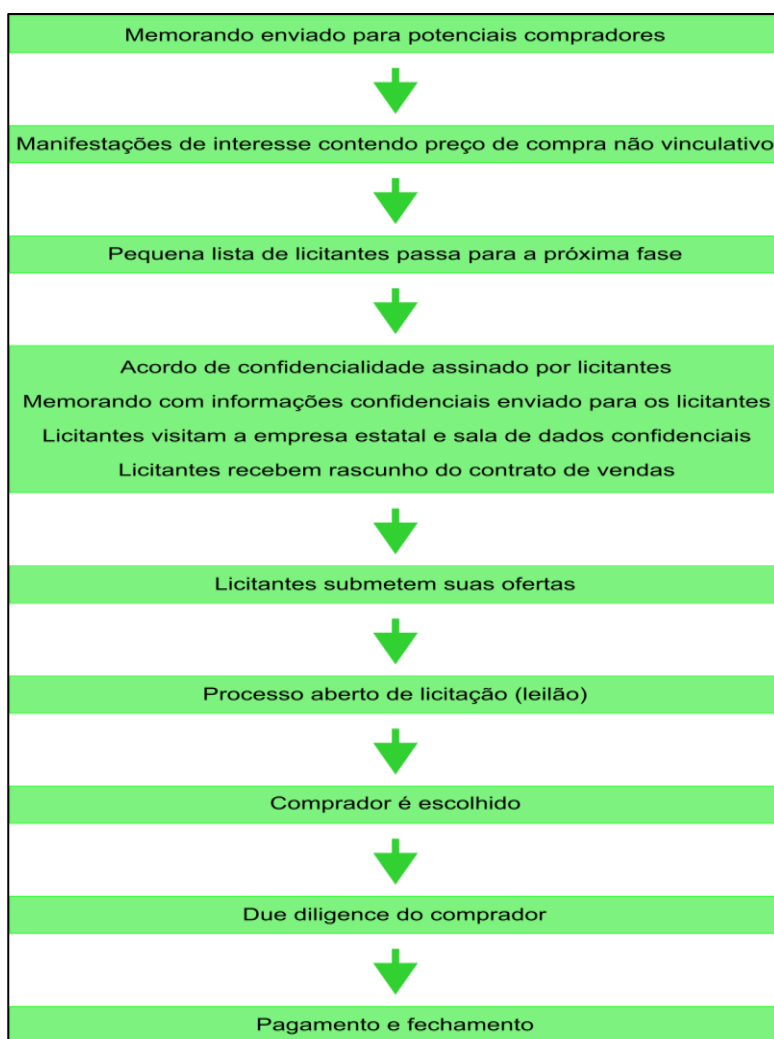 Memorando enviado para potenciais compradores
Manifestações de interesse contendo preço de compra não vinculativo
Pequena lista de licitantes passa para a próxima fase
Acordo de confidencialidade assinado por licitantes
Memorando com informações confidenciais enviado para os licitantes
Licitantes visitam a empresa estatal e sala de dados confidenciais
Licitantes recebem rascunho do contrato de vendas
Licitantes submetem suas ofertas
Processo aberto de licitação (leilão)
Comprador é escolhido
Due diligence do comprador
Pagamento e fechamento